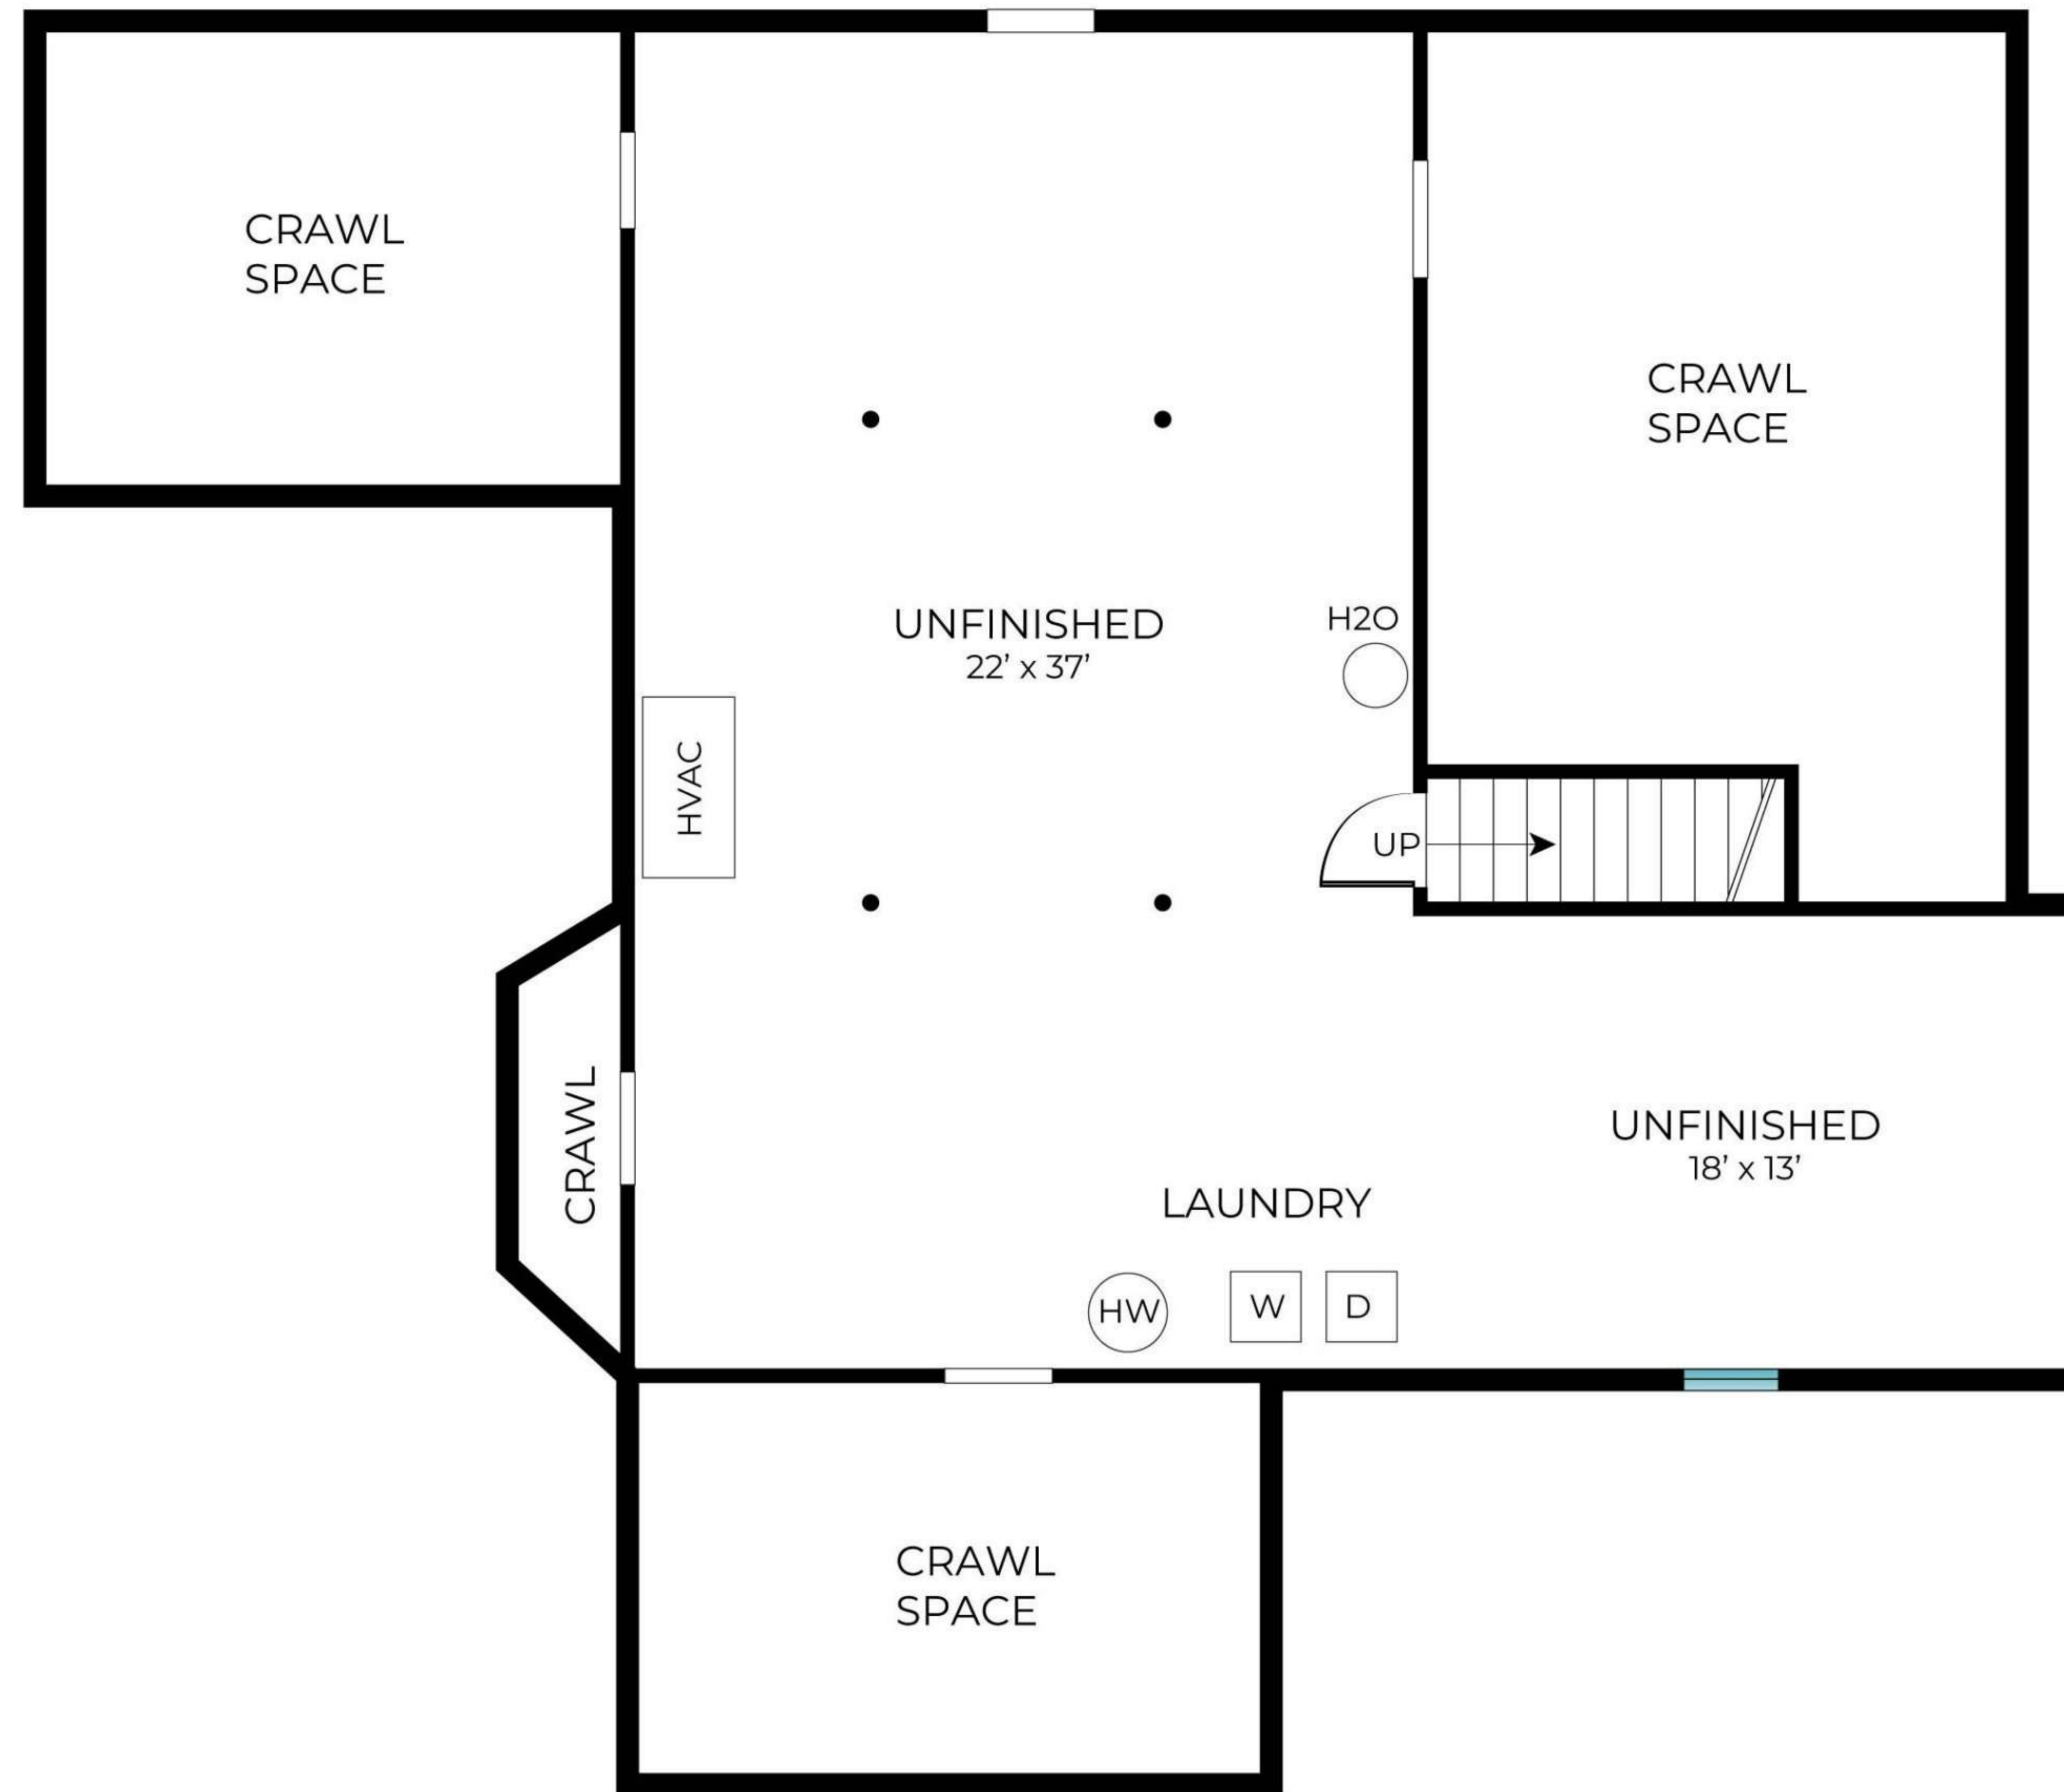 CRAWL
SPACE
CRAWL
SPACE
UNFINISHED
22’ x 37’
H2O
HVAC
UP
CRAWL
UNFINISHED
18’ x 13’
LAUNDRY
HW
W
D
CRAWL
SPACE